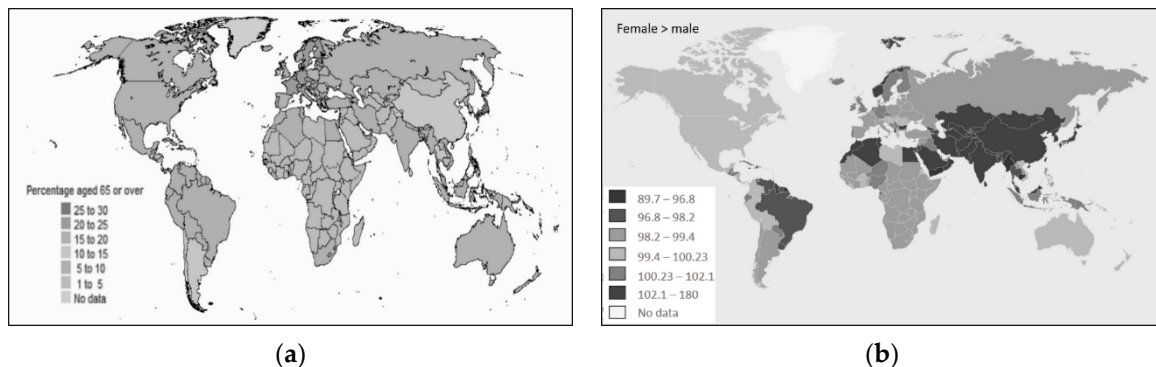 Percentage aged 65 or over
25 to 30
20 to 25
15 to 20
10 to 15
5 to 10
1 to 5
No data
(a)
Female > male
89.7 – 96.8
96.8 – 98.2
98.2 – 99.4
99.4 – 100.23
100.23 – 102.1
102.1 – 180
No data
(b)